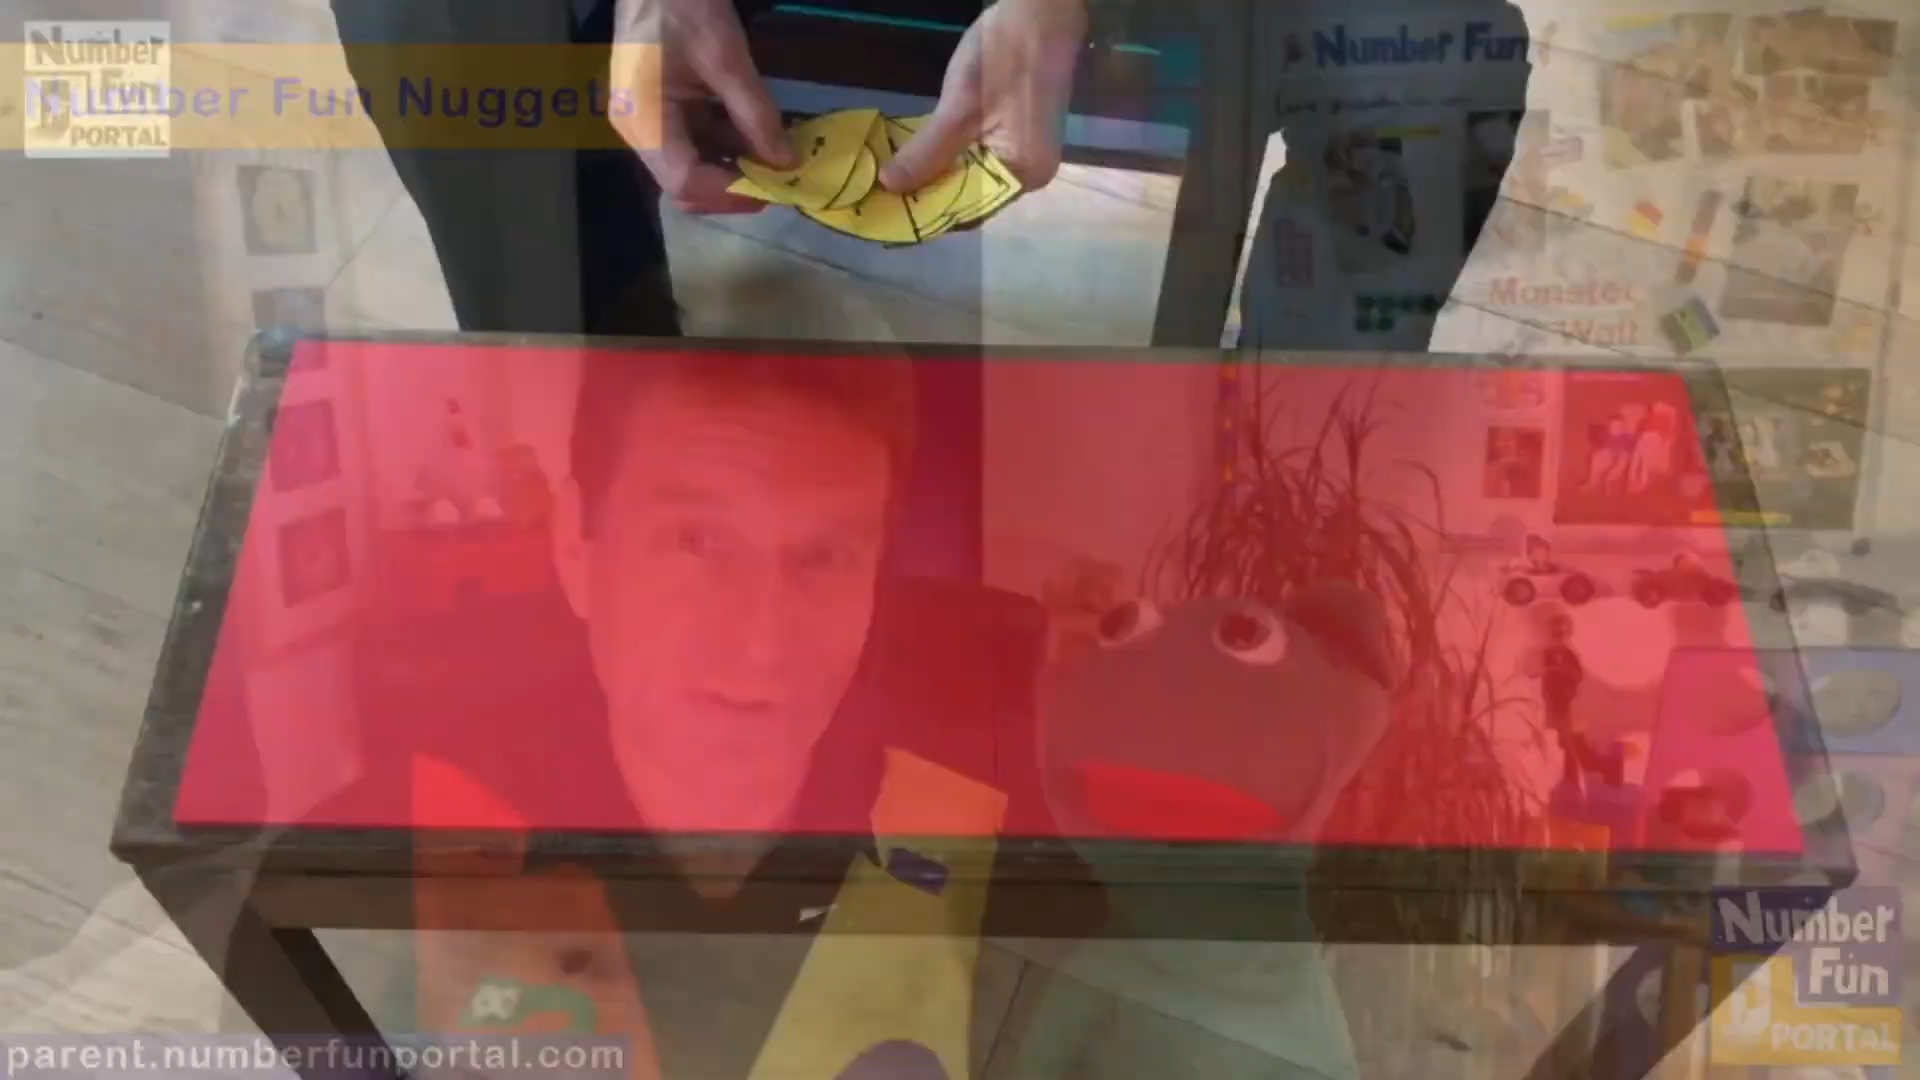 Number
Fun
PORTAL
Number Fun Nuggets
Number Fun
Monster
Wall
parent.numberfunportal.com
Number
Fun
PORTAL